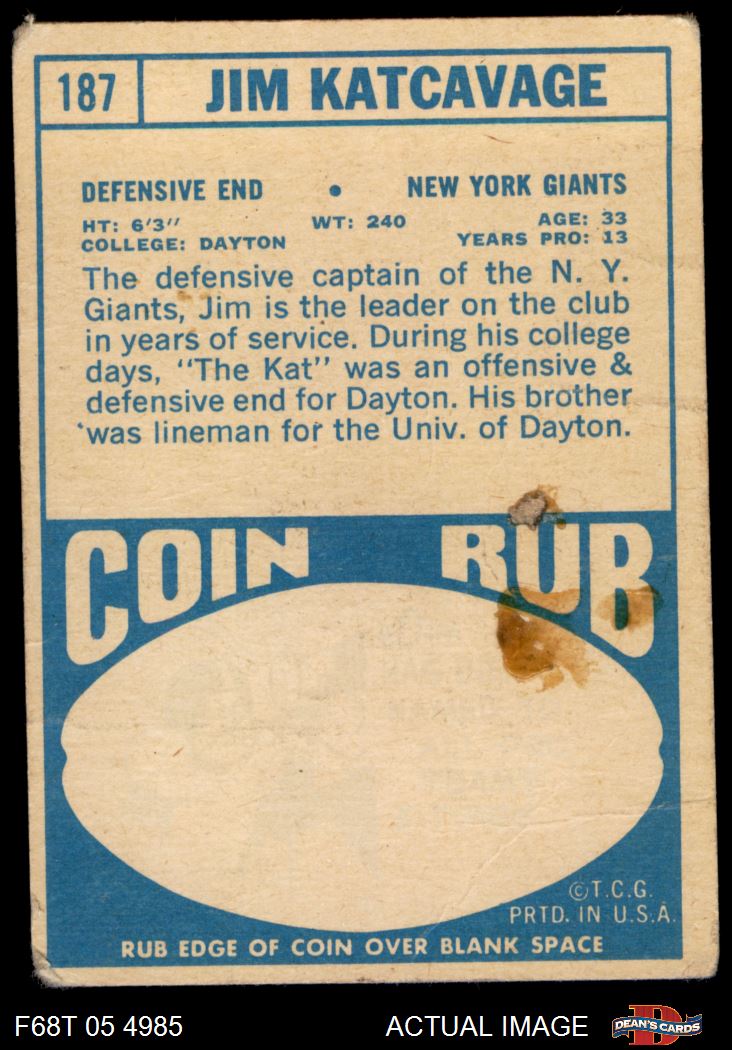 187 JIM KATCAVAGE
DEFENSIVE END • NEW YORK GIANTS
HT: 6'3" WT: 240 AGE: 33
COLLEGE: DAYTON YEARS PRO: 13
The defensive captain of the N. Y.
Giants, Jim is the leader on the club
in years of service. During his college
days, "The Kat" was an offensive &
defensive end for Dayton. His brother
was lineman for the Univ. of Dayton.
COIN RUB
©T.C.G.
PRTD. IN U.S.A.
RUB EDGE OF COIN OVER BLANK SPACE
F68T 05 4985 ACTUAL IMAGE DEAN'S CARDS